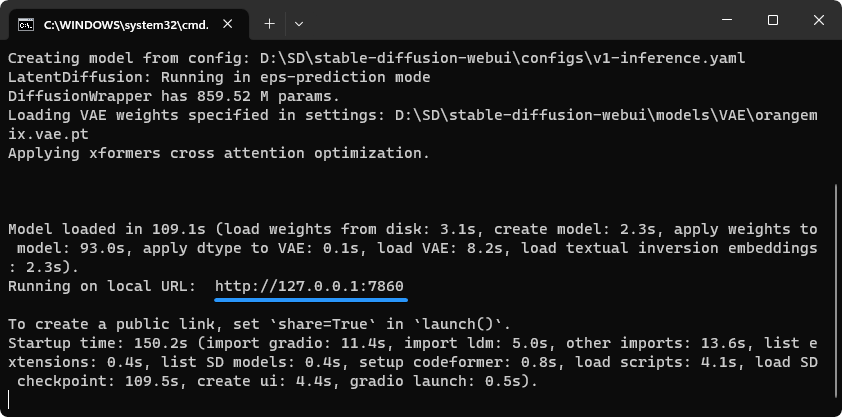 C:\WINDOWS\system32\cmd.
Creating model from config: D:\SD\stable-diffusion-webui\configs\v1-inference.yaml
LatentDiffusion: Running in eps-prediction mode
DiffusionWrapper has 859.52 M params.
Loading VAE weights specified in settings: D:\SD\stable-diffusion-webui\models\VAE\orangem
ix.vae.pt
Applying xformers cross attention optimization.
Model loaded in 109.1s (load weights from disk: 3.1s, create model: 2.3s, apply weights to
model: 93.0s, apply dtype to VAE: 0.1s, load VAE: 8.2s, load textual inversion embeddings
: 2.3s).
Running on local URL:  http://127.0.0.1:7860
To create a public link, set `share=True` in `launch()`.
Startup time: 150.2s (import gradio: 11.4s, import ldm: 5.0s, other imports: 13.6s, list e
xtensions: 0.4s, list SD models: 0.4s, setup codeformer: 0.8s, load scripts: 4.1s, load SD
checkpoint: 109.5s, create ui: 4.4s, gradio launch: 0.5s).